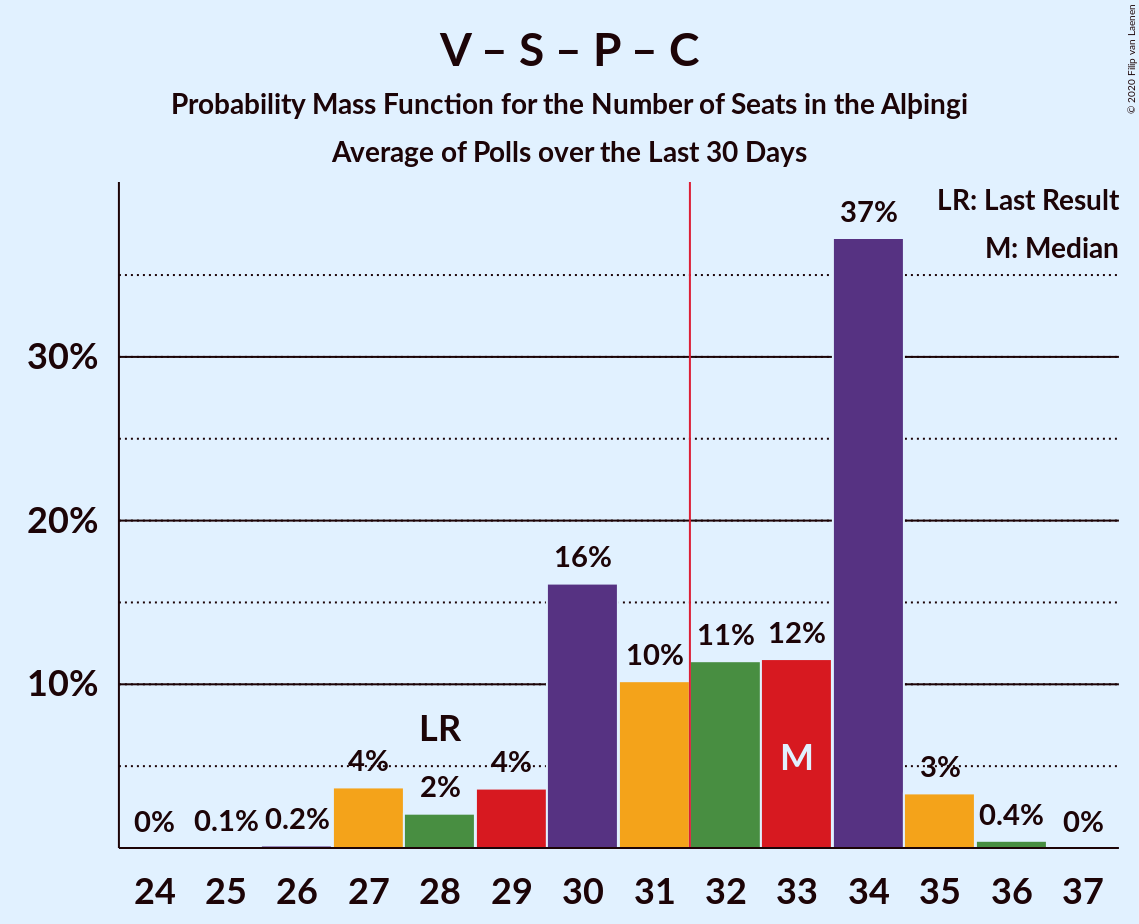 V – S – P – C
Probability Mass Function for the Number of Seats in the Alþingi
Average of Polls over the Last 30 Days
© 2020 Filip van Laenen
LR: Last Result
M: Median
37%
30%
20%
16%
12%
11%
10%
10%
LR
M
4%
4%
3%
2%
0%
0.1%
0.2%
0.4%
0%
24 25 26 27 28 29 30 31 32 33 34 35 36 37